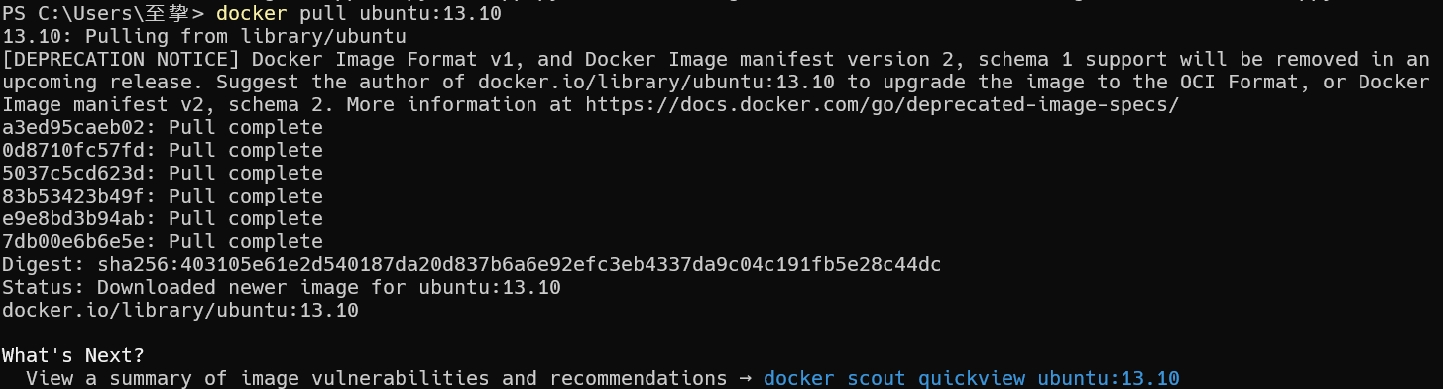 PS C:\Users\至挚> docker pull ubuntu:13.10
13.10: Pulling from library/ubuntu
[DEPRECATION NOTICE] Docker Image Format v1, and Docker Image manifest version 2, schema 1 support will be removed in an
upcoming release. Suggest the author of docker.io/library/ubuntu:13.10 to upgrade the image to the OCI Format, or Docker
Image manifest v2, schema 2. More information at https://docs.docker.com/go/deprecated-image-specs/
a3ed95caeb02: Pull complete
0d8710fc57fd: Pull complete
5037c5cd623d: Pull complete
83b53423b49f: Pull complete
e9e8bd3b94ab: Pull complete
7db00e6b6e5e: Pull complete
Digest: sha256:403105e61e2d540187da20d837b6a6e92efc3eb4337da9c04c191fb5e28c44dc
Status: Downloaded newer image for ubuntu:13.10
docker.io/library/ubuntu:13.10
What's Next?
View a summary of image vulnerabilities and recommendations → docker scout quickview ubuntu:13.10